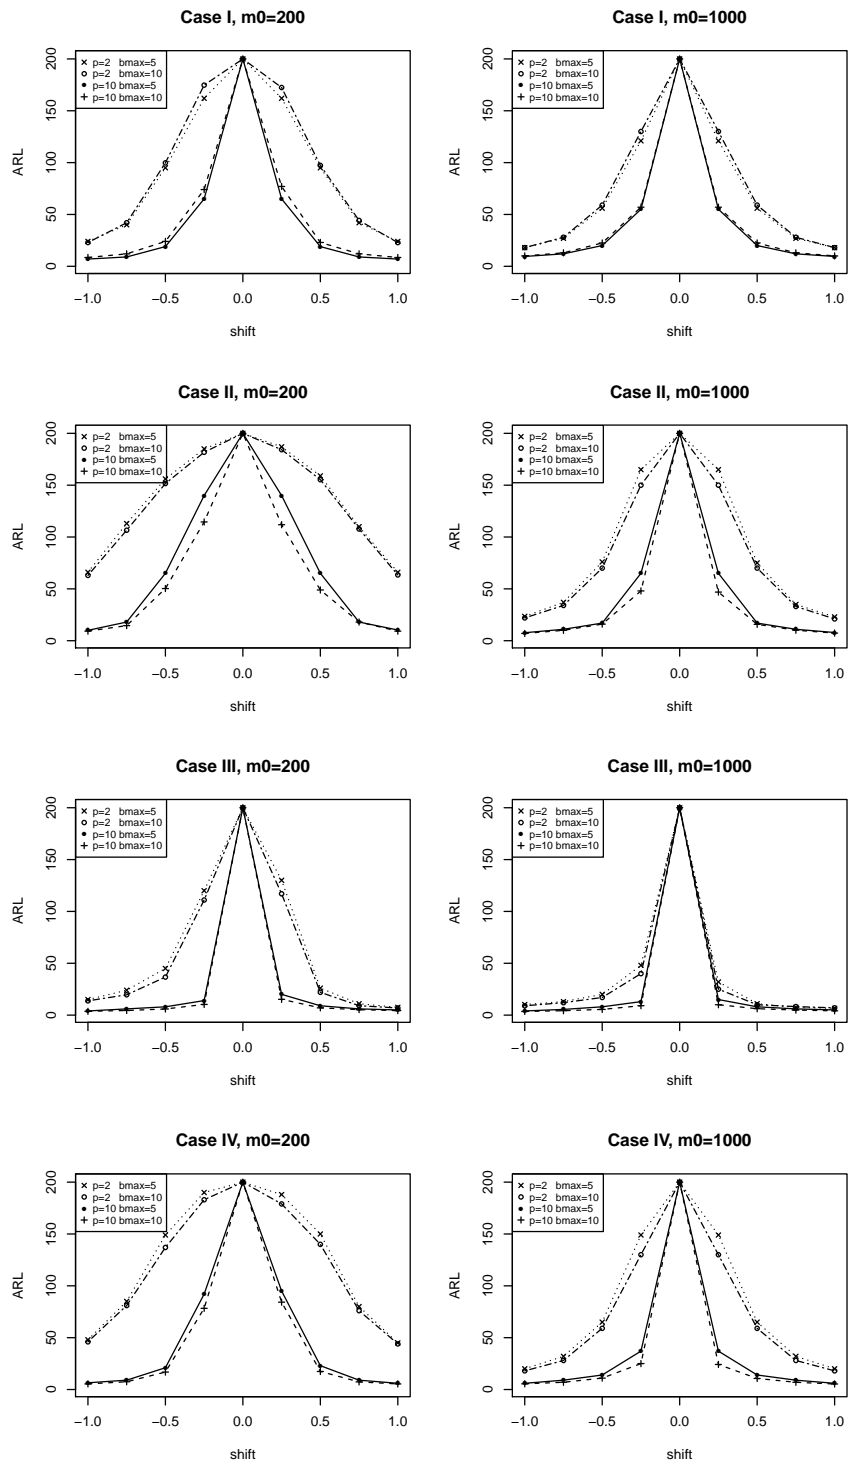 Case I, m0=200
p=2 bmax=5
p=2 bmax=10
p=10 bmax=5
p=10 bmax=10
ARL
0
50
100
150
200
−1.0 −0.5 0.0 0.5 1.0
shift
Case I, m0=1000
p=2 bmax=5
p=2 bmax=10
p=10 bmax=5
p=10 bmax=10
ARL
0
50
100
150
200
−1.0 −0.5 0.0 0.5 1.0
shift
Case II, m0=200
p=2 bmax=5
p=2 bmax=10
p=10 bmax=5
p=10 bmax=10
ARL
0
50
100
150
200
−1.0 −0.5 0.0 0.5 1.0
shift
Case II, m0=1000
p=2 bmax=5
p=2 bmax=10
p=10 bmax=5
p=10 bmax=10
ARL
0
50
100
150
200
−1.0 −0.5 0.0 0.5 1.0
shift
Case III, m0=200
p=2 bmax=5
p=2 bmax=10
p=10 bmax=5
p=10 bmax=10
ARL
0
50
100
150
200
−1.0 −0.5 0.0 0.5 1.0
shift
Case III, m0=1000
p=2 bmax=5
p=2 bmax=10
p=10 bmax=5
p=10 bmax=10
ARL
0
50
100
150
200
−1.0 −0.5 0.0 0.5 1.0
shift
Case IV, m0=200
p=2 bmax=5
p=2 bmax=10
p=10 bmax=5
p=10 bmax=10
ARL
0
50
100
150
200
−1.0 −0.5 0.0 0.5 1.0
shift
Case IV, m0=1000
p=2 bmax=5
p=2 bmax=10
p=10 bmax=5
p=10 bmax=10
ARL
0
50
100
150
200
−1.0 −0.5 0.0 0.5 1.0
shift